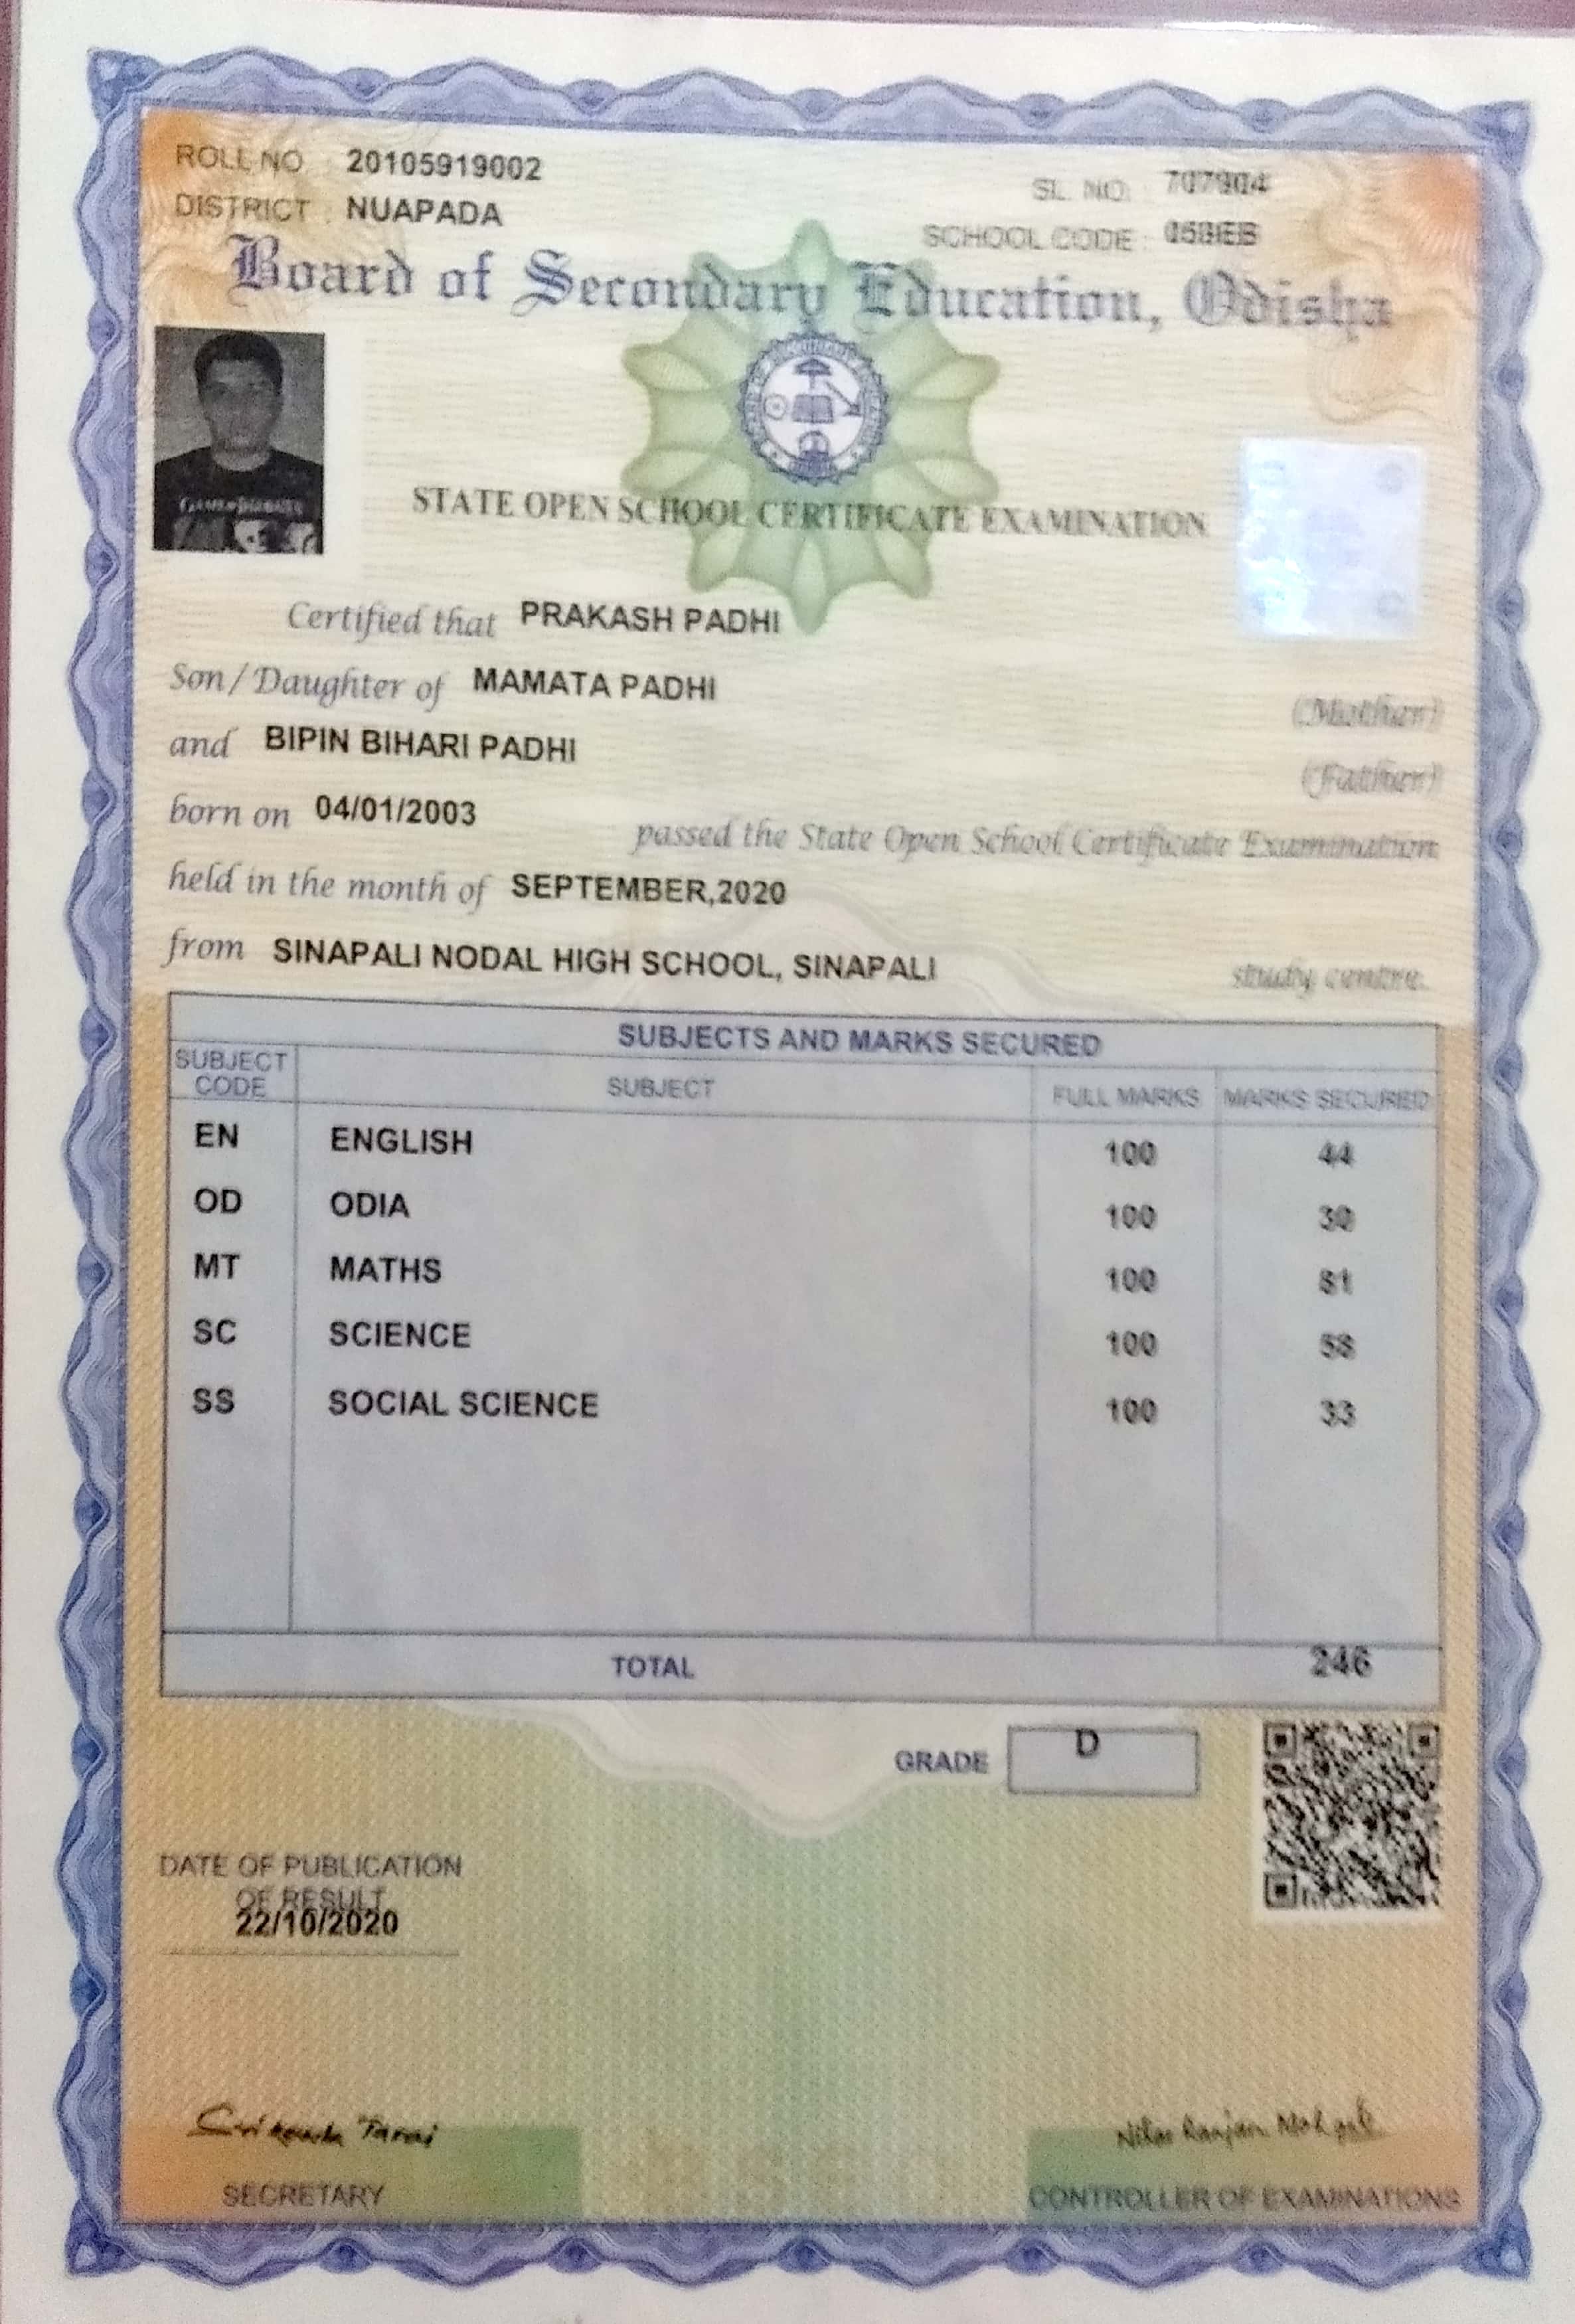 ROLL NO 20105919002
SL. NO: 707904
DISTRICT : NUAPADA
SCHOOL CODE :
Board of Secondary Education, Odisha
STATE OPEN SCHOOL CERTIFICATE EXAMINATION
Certified that PRAKASH PADHI
Son/Daughter of MAMATA PADHI (Mother)
and BIPIN BIHARI PADHI (Father)
born on 04/01/2003 passed the State Open School Certificate Examination
held in the month of SEPTEMBER,2020
from SINAPALI NODAL HIGH SCHOOL, SINAPALI study centre.
SUBJECTS AND MARKS SECURED
SUBJECT CODE SUBJECT FULL MARKS MARKS SECURED
EN ENGLISH 100 44
OD ODIA 100 30
MT MATHS 100 81
SC SCIENCE 100 58
SS SOCIAL SCIENCE 100 33
TOTAL 246
GRADE D
DATE OF PUBLICATION
OF RESULT
22/10/2020
SECRETARY
CONTROLLER OF EXAMINATIONS